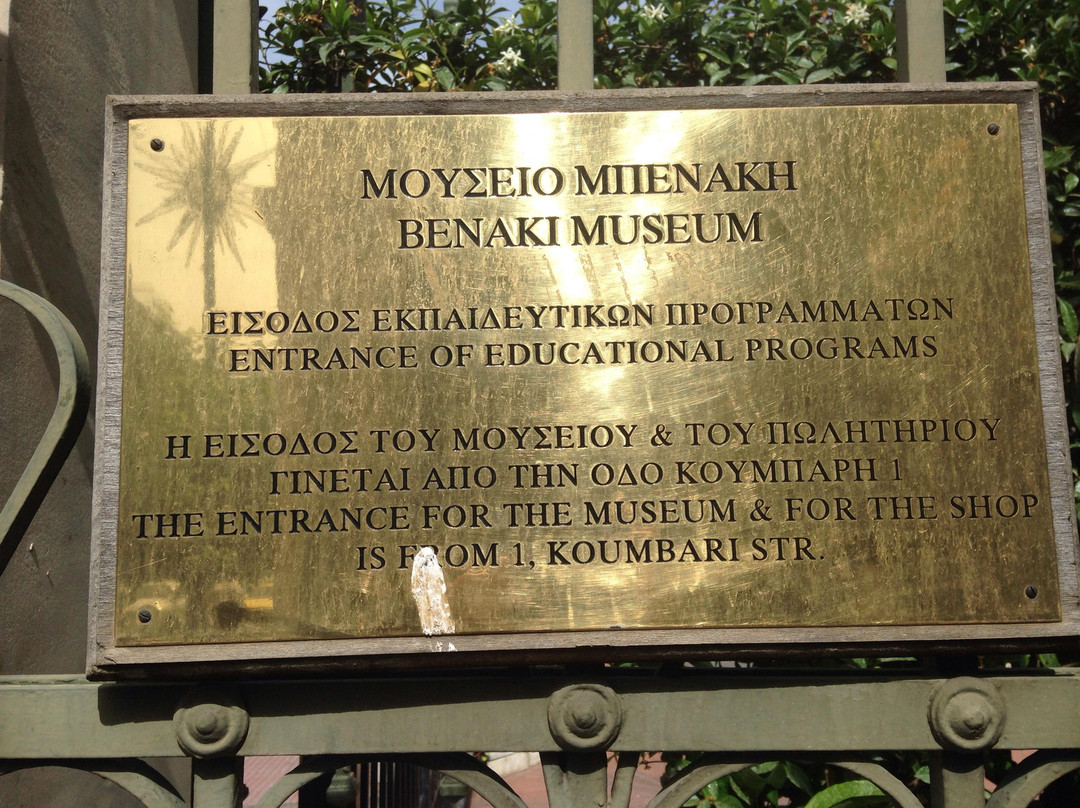 ΜΟΥΣΕΙΟ ΜΠΕΝΑΚΗ
BENAKI MUSEUM
ΕΙΣΟΔΟΣ ΕΚΠΑΙΔΕΥΤΙΚΩΝ ΠΡΟΓΡΑΜΜΑΤΩΝ
ENTRANCE OF EDUCATIONAL PROGRAMS
Η ΕΙΣΟΔΟΣ ΤΟΥ ΜΟΥΣΕΙΟΥ & ΤΟΥ ΠΩΛΗΤΗΡΙΟΥ
ΓΙΝΕΤΑΙ ΑΠΟ ΤΗΝ ΟΔΟ ΚΟΥΜΠΑΡΗ 1
THE ENTRANCE FOR THE MUSEUM & FOR THE SHOP
IS FROM 1, KOUMBARI STR.